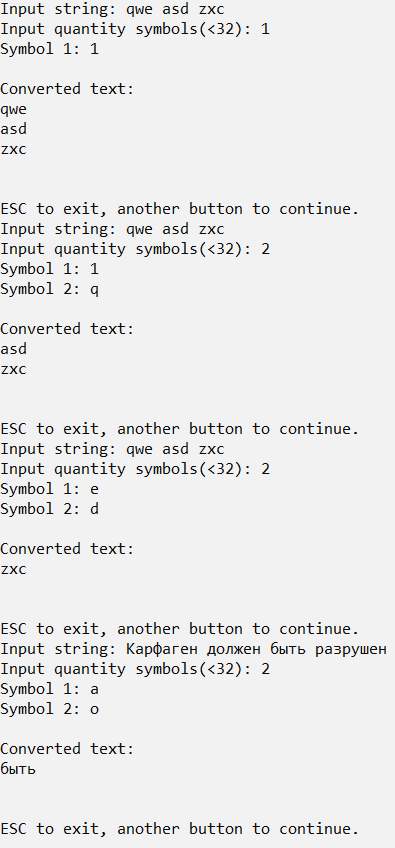 Input string: qwe asd zxc
Input quantity symbols(<32): 1
Symbol 1: 1
Converted text:
qwe
asd
zxc
ESC to exit, another button to continue.
Input string: qwe asd zxc
Input quantity symbols(<32): 2
Symbol 1: 1
Symbol 2: q
Converted text:
asd
zxc
ESC to exit, another button to continue.
Input string: qwe asd zxc
Input quantity symbols(<32): 2
Symbol 1: e
Symbol 2: d
Converted text:
zxc
ESC to exit, another button to continue.
Input string: Карфаген должен быть разрушен
Input quantity symbols(<32): 2
Symbol 1: а
Symbol 2: о
Converted text:
быть
ESC to exit, another button to continue.